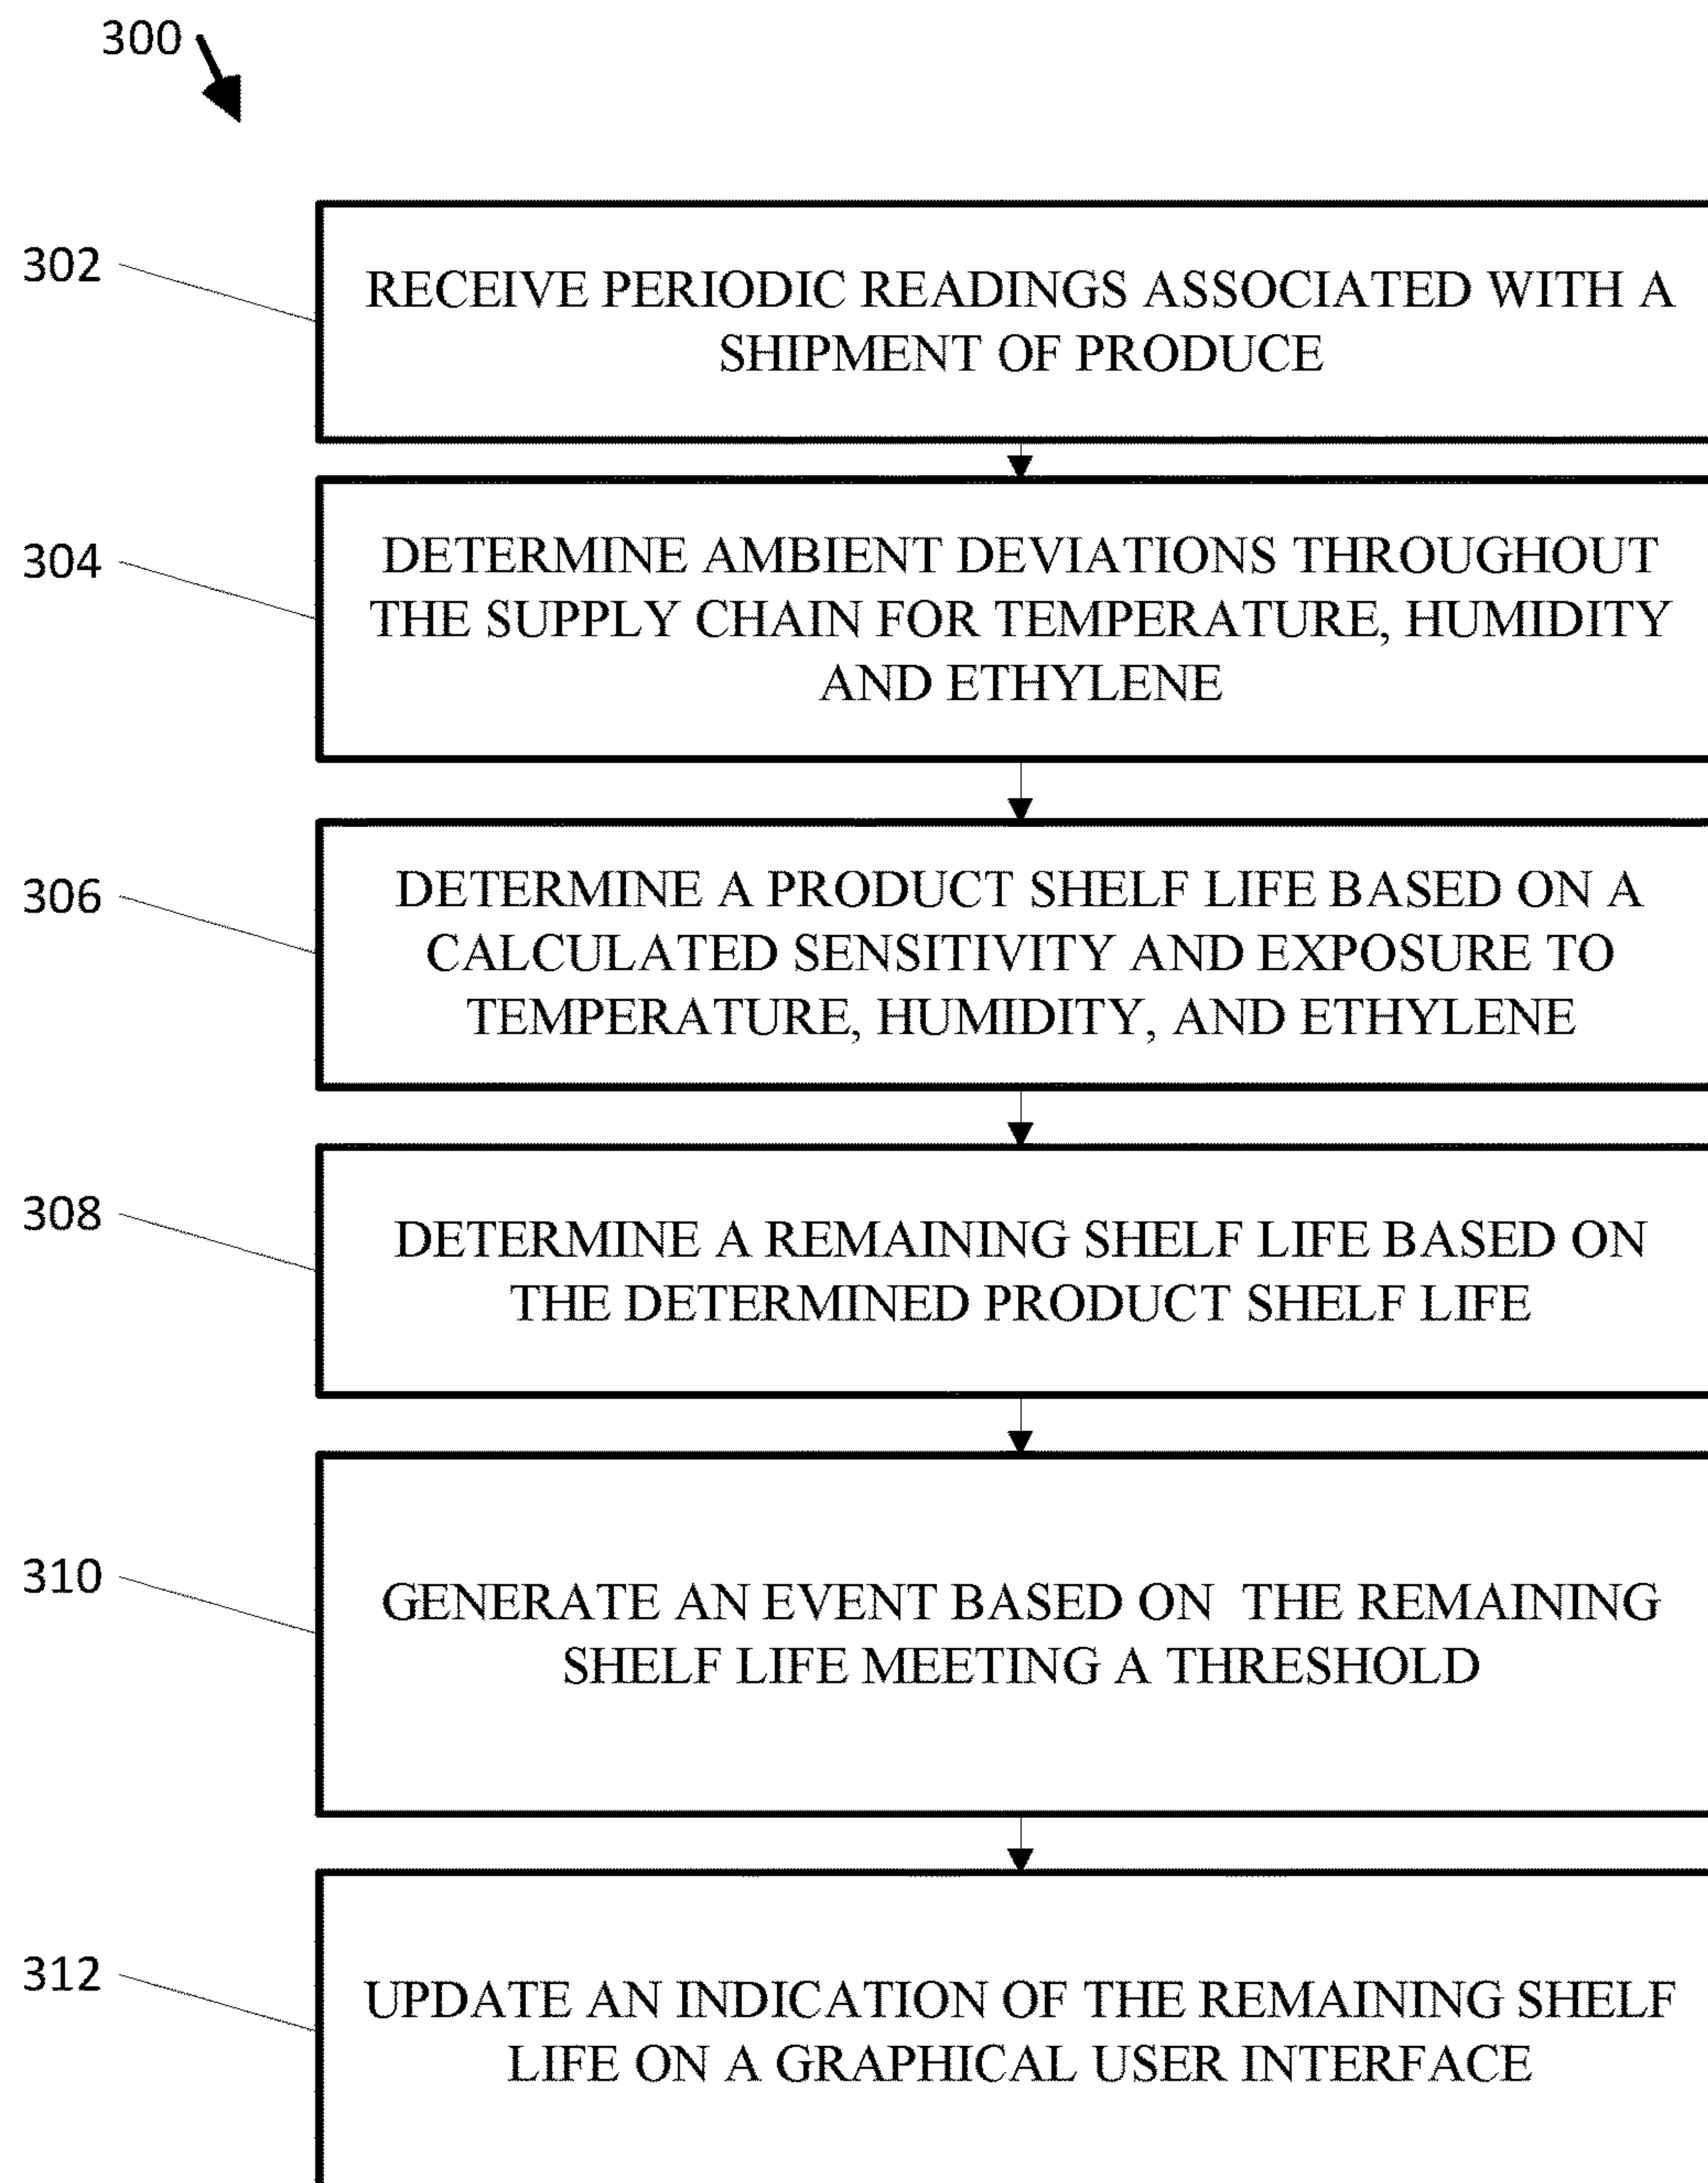 300
302
RECEIVE PERIODIC READINGS ASSOCIATED WITH A
SHIPMENT OF PRODUCE
304
DETERMINE AMBIENT DEVIATIONS THROUGHOUT
THE SUPPLY CHAIN FOR TEMPERATURE, HUMIDITY
AND ETHYLENE
306
DETERMINE A PRODUCT SHELF LIFE BASED ON A
CALCULATED SENSITIVITY AND EXPOSURE TO
TEMPERATURE, HUMIDITY, AND ETHYLENE
308
DETERMINE A REMAINING SHELF LIFE BASED ON
THE DETERMINED PRODUCT SHELF LIFE
310
GENERATE AN EVENT BASED ON THE REMAINING
SHELF LIFE MEETING A THRESHOLD
312
UPDATE AN INDICATION OF THE REMAINING SHELF
LIFE ON A GRAPHICAL USER INTERFACE